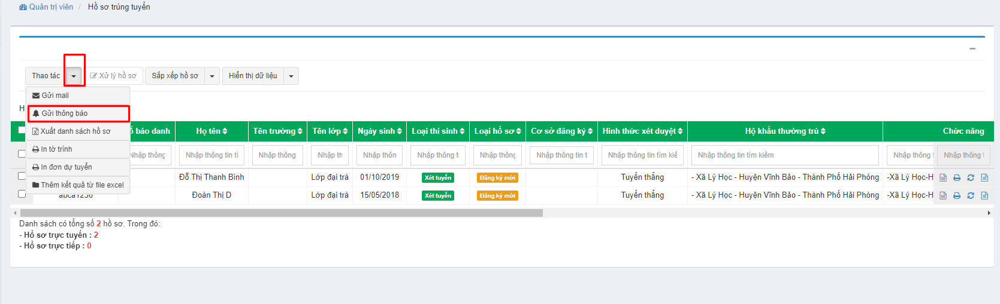 Quản trị viên / Hồ sơ trúng tuyển
Thao tác Xử lý hồ sơ Sắp xếp hồ sơ Hiển thị dữ liệu
Gửi mail
H
Gửi thông báo
Xuất danh sách hồ sơ
In tờ trình
In đơn dự tuyển
Thêm kết quả từ file excel
báo danh Họ tên Tên trường Tên lớp Ngày sinh Loại thí sinh Loại hồ sơ Cơ sở đăng ký Hình thức xét duyệt Hộ khẩu thường trú Chức năng
Nhập thông Nhập thông tin tì Nhập thông Nhập th Nhập thôn Nhập thông t Nhập thông Nhập thông tin t Nhập thông tin tìm kiế Nhập thông tin tìm kiếm Nhập thông t Nhập thông t
Đỗ Thị Thanh Bình Lớp đại trà 01/10/2019 Xét tuyển Đăng ký mới Tuyển thẳng - Xã Lý Học - Huyện Vĩnh Bảo - Thành Phố Hải Phòng -Xã Lý Học-H
abca1256 Đoàn Thị D Lớp đại trà 15/05/2018 Xét tuyển Đăng ký mới Tuyển thẳng - Xã Lý Học - Huyện Vĩnh Bảo - Thành Phố Hải Phòng -Xã Lý Học-H
Danh sách có tổng số 2 hồ sơ. Trong đó:
- Hồ sơ trực tuyến : 2
- Hồ sơ trực tiếp : 0